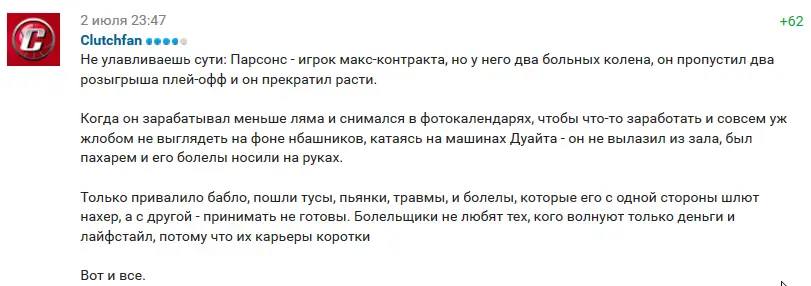 2 июля 23:47
+62
Clutchfan
Не улавливаешь сути: Парсонс - игрок макс-контракта, но у него два больных колена, он пропустил два
розыгрыша плей-офф и он прекратил расти.
Когда он зарабатывал меньше ляма и снимался в фотокалендарях, чтобы что-то заработать и совсем уж
жлобом не выглядеть на фоне нбашников, катаясь на машинах Дуайта - он не вылазил из зала, был
пахарем и его болелы носили на руках.
Только привалило бабло, пошли тусы, пьянки, травмы, и болелы, которые его с одной стороны шлют
нахер, а с другой - принимать не готовы. Болельщики не любят тех, кого волнуют только деньги и
лайфстайл, потому что их карьеры коротки
Вот и все.